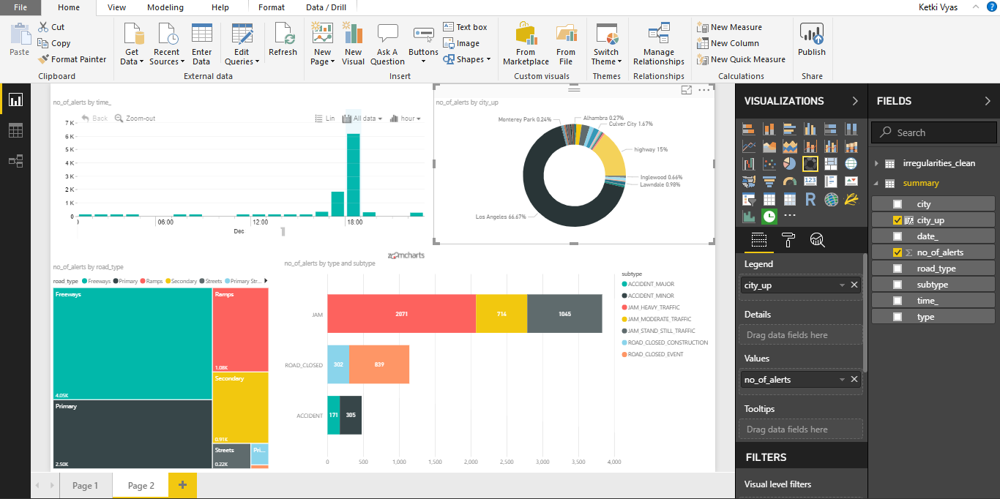 File Home View Modeling Help Format Data / Drill Ketki Vyas ?
Paste
Cut
Copy
Format Painter
Clipboard
Get Data
Recent Sources
Enter Data
Edit Queries
Refresh
External data
New Page
New Visual
Ask A Question
Buttons
Text box
Image
Shapes
Insert
From Marketplace
From File
Custom visuals
Switch Theme
Themes
Manage Relationships
Relationships
New Measure
New Column
New Quick Measure
Calculations
Publish
Share
no_of_alerts by time_
Back Zoom-out Lin All data hour
7 K
6 K
5 K
4 K
3 K
2 K
1 K
0
06:00 12:00 18:00
Dec
zoomcharts
no_of_alerts by city_up
Monterey Park 0.24%
Alhambra 0.27%
Culver City 1.67%
highway 15%
Inglewood 0.66%
Lawndale 0.98%
Los Angeles 66.67%
no_of_alerts by road_type
road_type Freeways Primary Ramps Secondary Streets Primary Str...
Freeways
4.05K
Primary
2.50K
Ramps
1.08K
Secondary
0.91K
Streets
0.22K
Pri...
no_of_alerts by type and subtype
JAM 2071 714 1045
ROAD_CLOSED 302 839
ACCIDENT 171 305
0 500 1,000 1,500 2,000 2,500 3,000 3,500 4,000
subtype
ACCIDENT_MAJOR
ACCIDENT_MINOR
JAM_HEAVY_TRAFFIC
JAM_MODERATE_TRAFFIC
JAM_STAND_STILL_TRAFFIC
ROAD_CLOSED_CONSTRUCTION
ROAD_CLOSED_EVENT
Page 1 Page 2 +
VISUALIZATIONS
123
R
Legend
city_up
Details
Drag data fields here
Values
no_of_alerts
Tooltips
Drag data fields here
FILTERS
Visual level filters
FIELDS
Search
irregularities_clean
summary
city
city_up
date_
Σ no_of_alerts
road_type
subtype
time_
type